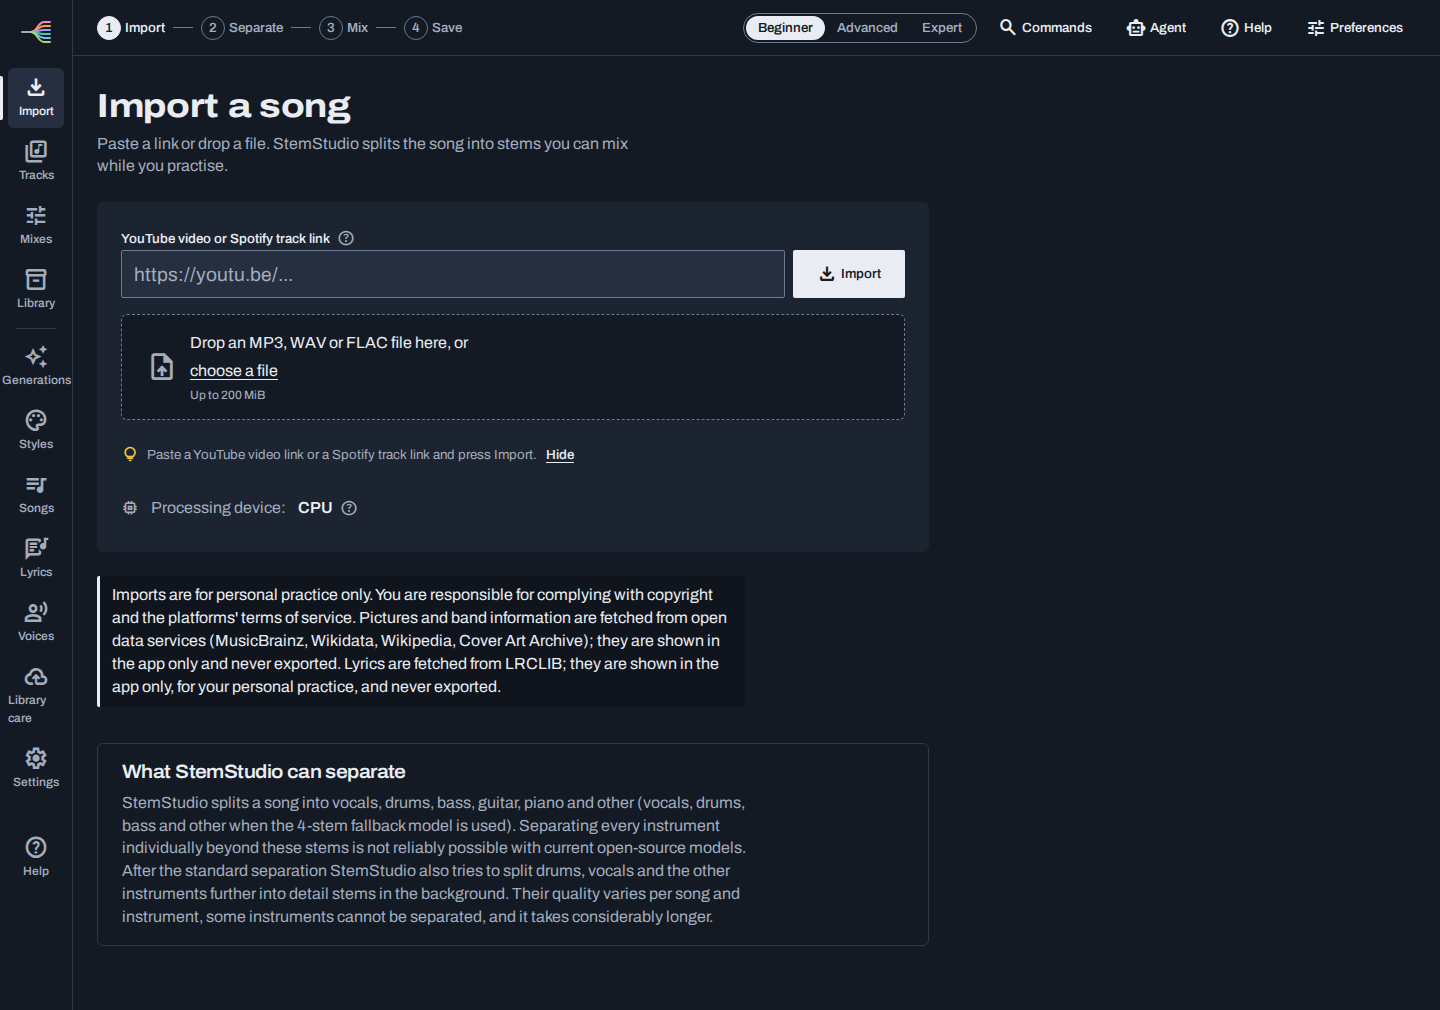 1 Import
2 Separate
3 Mix
4 Save
Beginner
Advanced
Expert
Commands
Agent
Help
Preferences
Import
Tracks
Mixes
Library
Generations
Styles
Songs
Lyrics
Voices
Library
care
Settings
Help
Import a song
Paste a link or drop a file. StemStudio splits the song into stems you can mix
while you practise.
YouTube video or Spotify track link
https://youtu.be/...
Import
Drop an MP3, WAV or FLAC file here, or
choose a file
Up to 200 MiB
Paste a YouTube video link or a Spotify track link and press Import. Hide
Processing device: CPU
Imports are for personal practice only. You are responsible for complying with copyright
and the platforms' terms of service. Pictures and band information are fetched from open
data services (MusicBrainz, Wikidata, Wikipedia, Cover Art Archive); they are shown in
the app only and never exported. Lyrics are fetched from LRCLIB; they are shown in the
app only, for your personal practice, and never exported.
What StemStudio can separate
StemStudio splits a song into vocals, drums, bass, guitar, piano and other (vocals, drums,
bass and other when the 4-stem fallback model is used). Separating every instrument
individually beyond these stems is not reliably possible with current open-source models.
After the standard separation StemStudio also tries to split drums, vocals and the other
instruments further into detail stems in the background. Their quality varies per song and
instrument, some instruments cannot be separated, and it takes considerably longer.